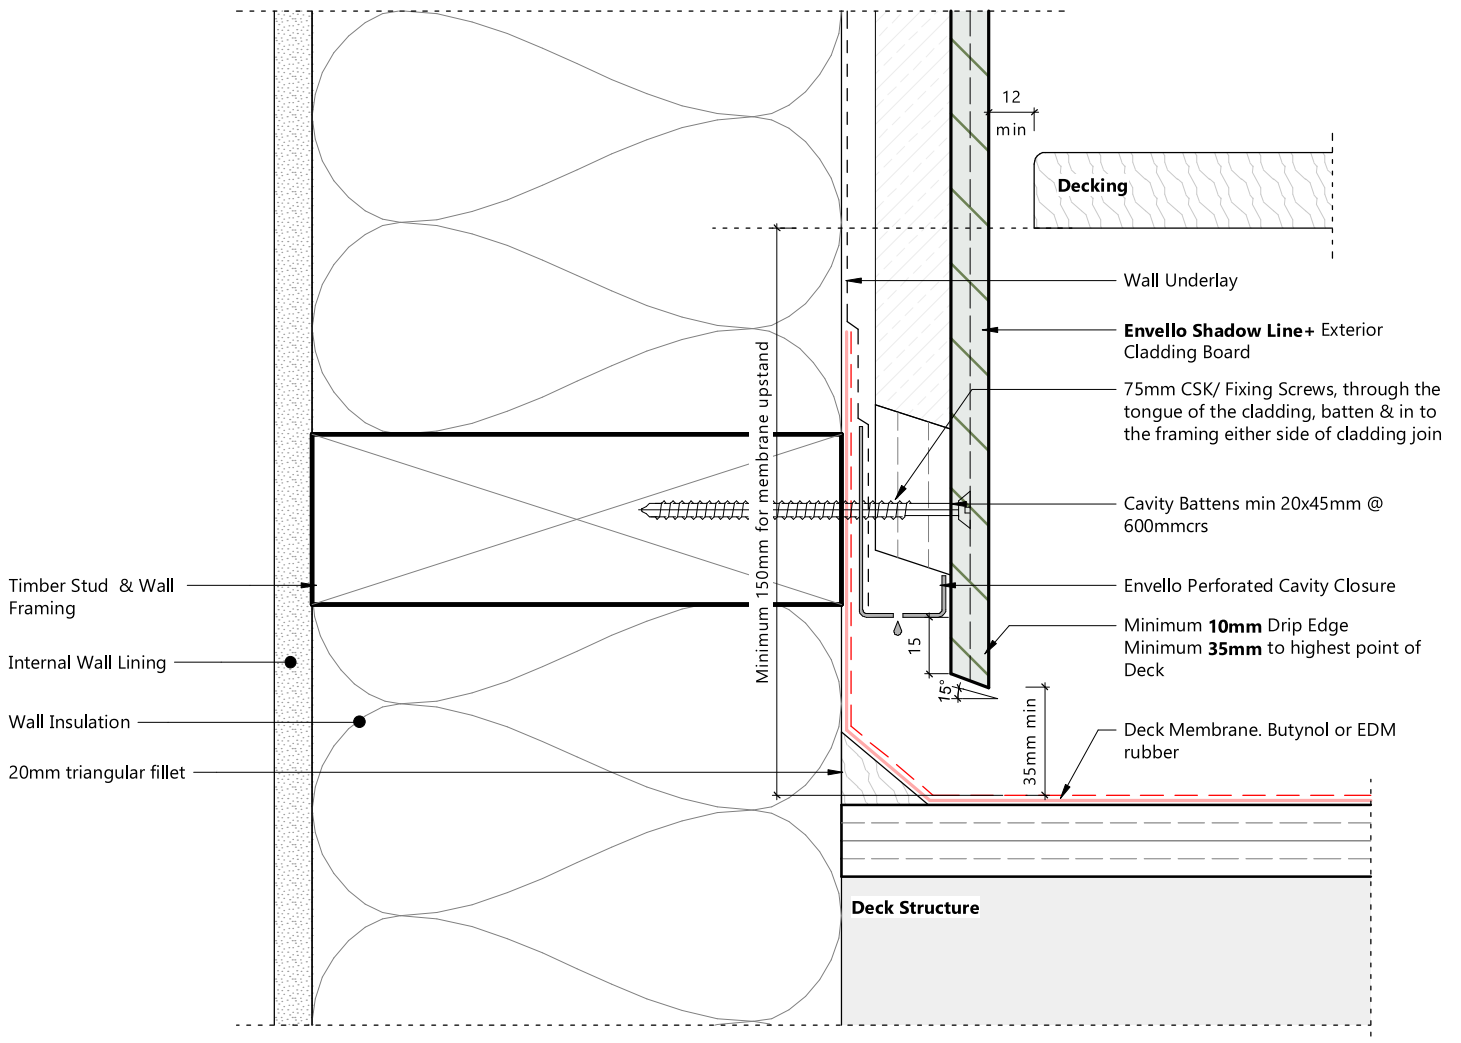 12
min
Decking
Wall Underlay
Envello Shadow Line+ Exterior
Cladding Board
75mm CSK/ Fixing Screws, through the
tongue of the cladding, batten & in to
the framing either side of cladding join
Minimum 150mm for membrane upstand
Cavity Battens min 20x45mm @
600mmcrs
Timber Stud & Wall
Framing
Envello Perforated Cavity Closure
Minimum 10mm Drip Edge
Minimum 35mm to highest point of
Deck
15
15°
Internal Wall Lining
Wall Insulation
35mm min
Deck Membrane. Butynol or EDM
rubber
20mm triangular fillet
Deck Structure